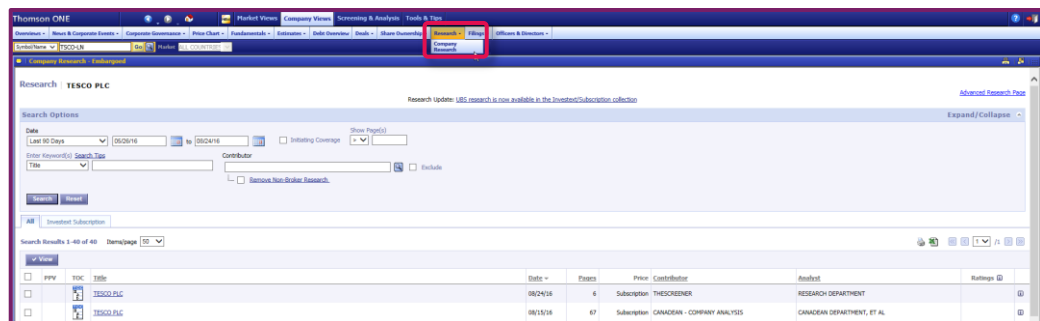 Thomson ONE Market Views Company Views Screening & Analysis Tools & Tips
Overviews News & Corporate Events Corporate Governance Price Chart Fundamentals Estimates Debt Overview Deals Share Ownership Research Filings Officers & Directors
Symbol/Name TSCO-LN Go Market ALL COUNTRIES
Company Research
Company Research - Embargoed
Research TESCO PLC
Advanced Research Page
Research Update: UBS research is now available in the Investext/Subscription collection
Search Options Expand/Collapse
Date Show Page(s)
Last 90 Days 05/26/16 to 08/24/16 Initiating Coverage >
Enter Keyword(s) Search Tips Contributor
Title Exclude
Remove Non-Broker Research
Search Reset
All Investext Subscription
Search Results 1-40 of 40 Items/page 50 1 /1
View
PPV TOC Title Date Pages Price Contributor Analyst Ratings
TESCO PLC 08/24/16 6 Subscription THESCREENER RESEARCH DEPARTMENT
TESCO PLC 08/15/16 67 Subscription CANADEAN - COMPANY ANALYSIS CANADEAN DEPARTMENT, ET AL